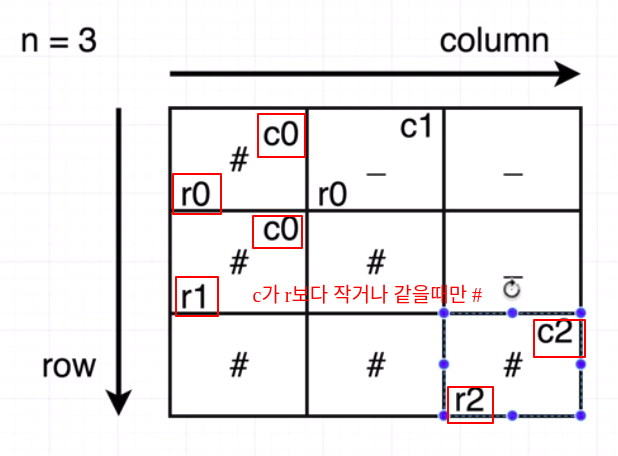 n = 3
column
c0
c1
# _ _
r0
r0
c0
# # _
r1
c가 r보다 작거나 같을때만 #
c2
row
# # #
r2